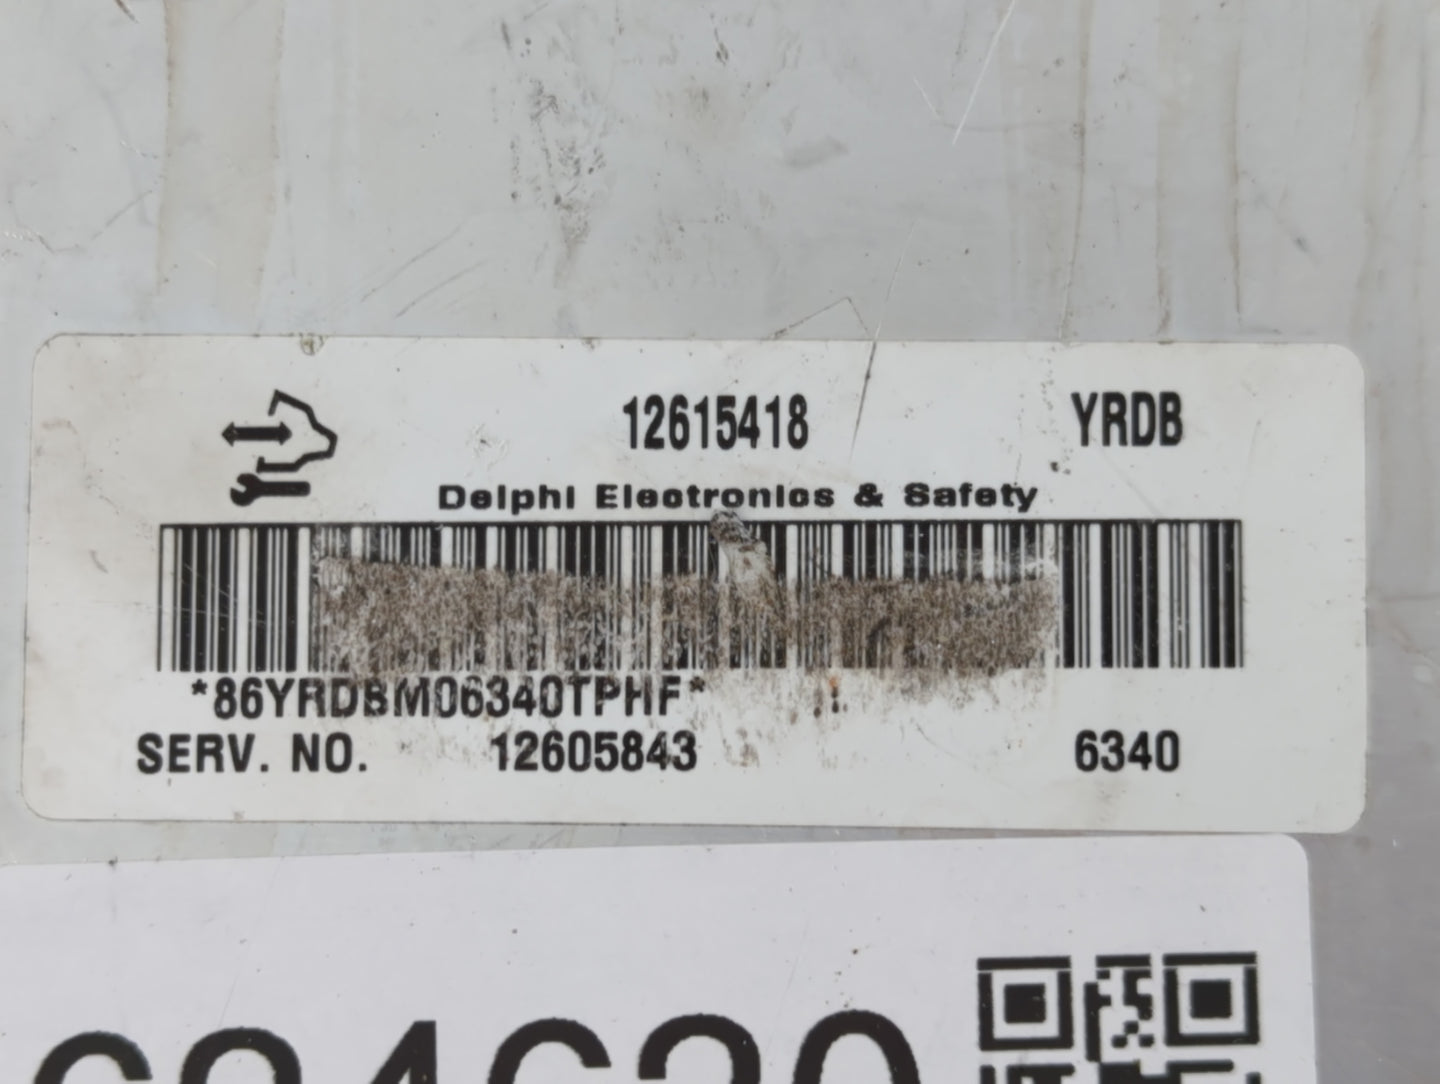 12615418 YRDB
Delphi Electronics & Safety
*86YRDBM06340TPHF*
SERV. NO. 12605843 6340